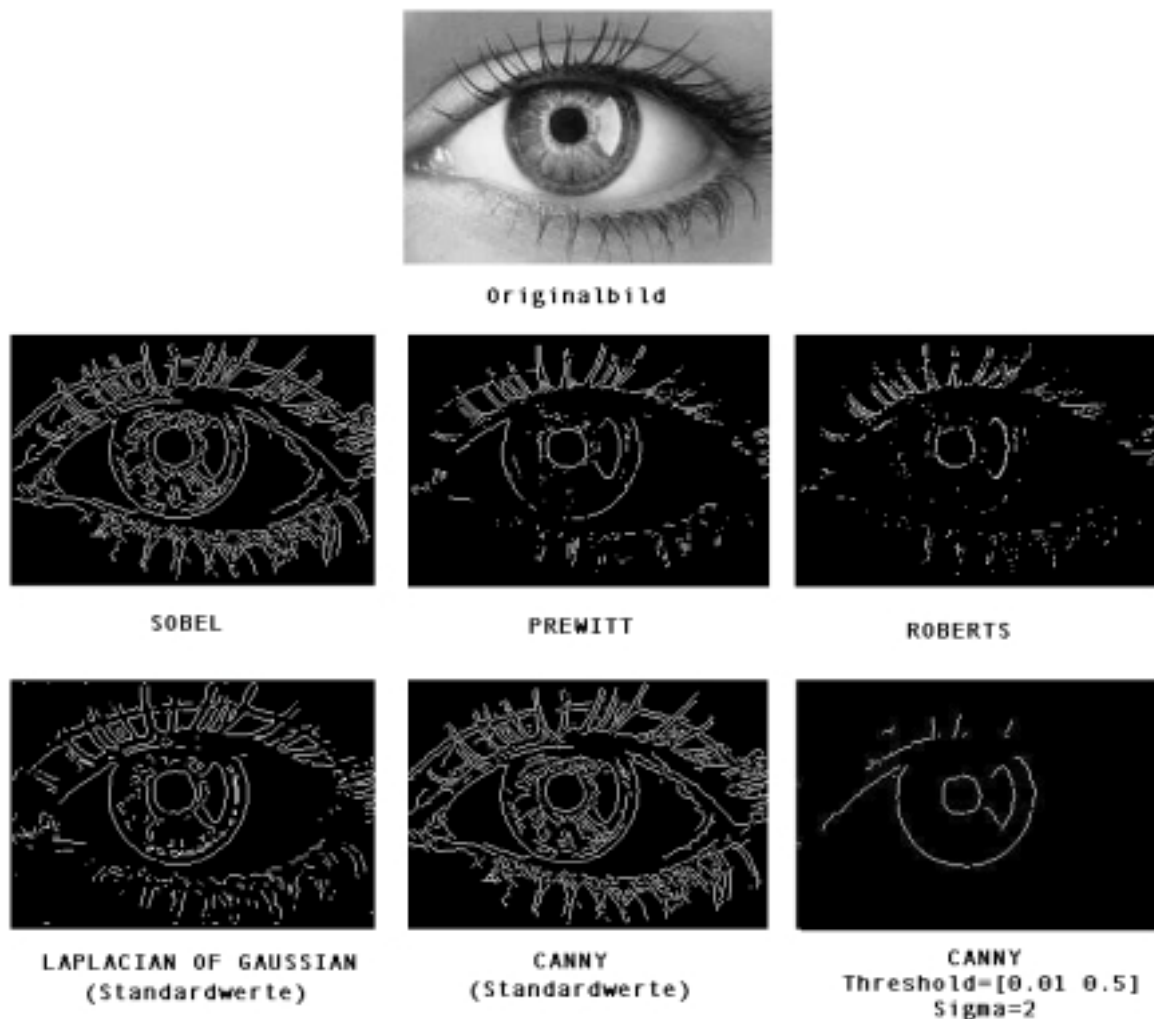 Originalbild
SOBEL
PREWITT
ROBERTS
LAPLACIAN OF GAUSSIAN
(Standardwerte)
CANNY
(Standardwerte)
CANNY
Threshold=[0.01 0.5]
Sigma=2